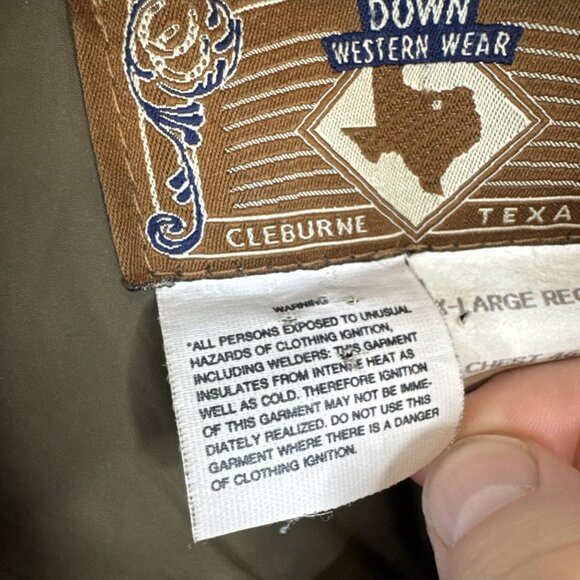 DOWN
WESTERN WEAR
CLEBURNE TEXA
WARNING
*ALL PERSONS EXPOSED TO UNUSUAL
HAZARDS OF CLOTHING IGNITION,
INCLUDING WELDERS: THIS GARMENT
INSULATES FROM INTENSE HEAT AS
WELL AS COLD. THEREFORE IGNITION
OF THIS GARMENT MAY NOT BE IMME-
DIATELY REALIZED. DO NOT USE THIS
GARMENT WHERE THERE IS A DANGER
OF CLOTHING IGNITION.
X-LARGE REG
CHEST